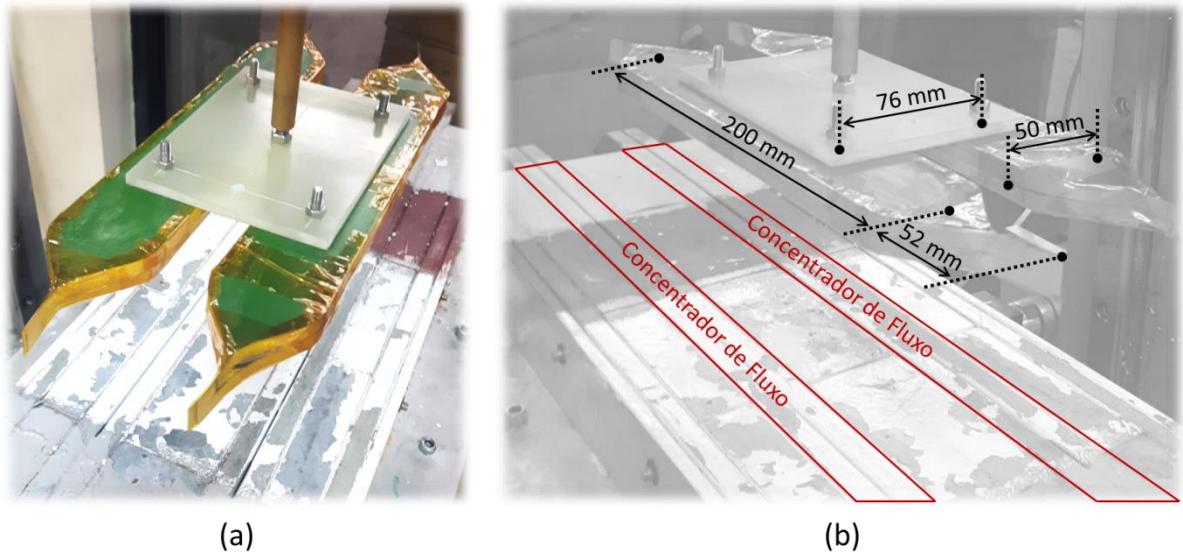 76 mm
50 mm
200 mm
52 mm
Concentrador de Fluxo
Concentrador de Fluxo
(a)
(b)